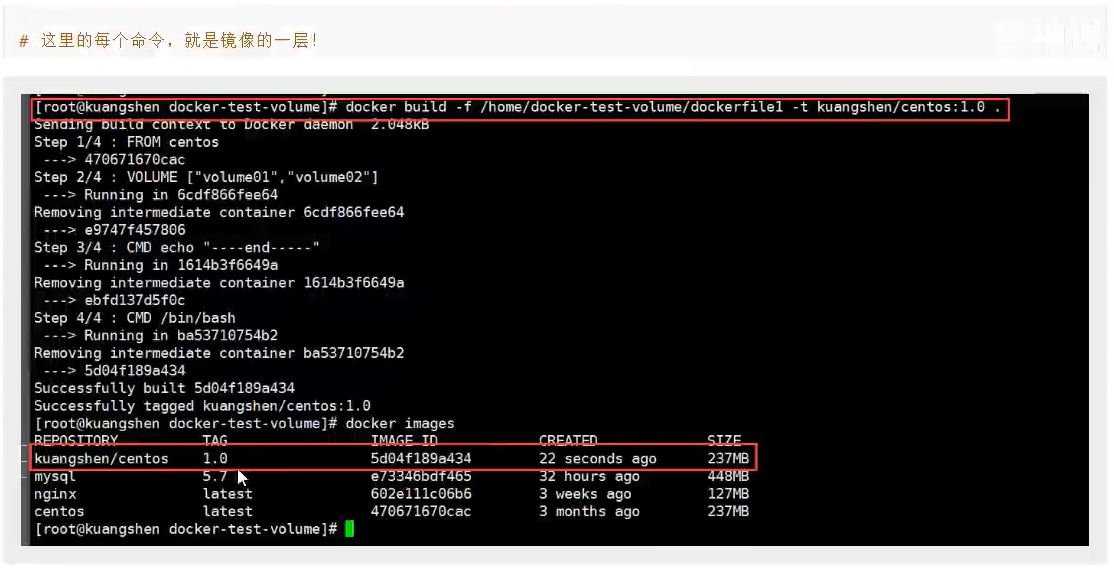 # 这里的每个命令，就是镜像的一层！
[root@kuangshen docker-test-volume]# docker build -f /home/docker-test-volume/dockerfile1 -t kuangshen/centos:1.0 .
Sending build context to Docker daemon  2.048kB
Step 1/4 : FROM centos
 ---> 470671670cac
Step 2/4 : VOLUME ["volume01","volume02"]
 ---> Running in 6cdf866fee64
Removing intermediate container 6cdf866fee64
 ---> e9747f457806
Step 3/4 : CMD echo "----end-----"
 ---> Running in 1614b3f6649a
Removing intermediate container 1614b3f6649a
 ---> ebfd137d5f0c
Step 4/4 : CMD /bin/bash
 ---> Running in ba53710754b2
Removing intermediate container ba53710754b2
 ---> 5d04f189a434
Successfully built 5d04f189a434
Successfully tagged kuangshen/centos:1.0
[root@kuangshen docker-test-volume]# docker images
REPOSITORY TAG IMAGE ID CREATED SIZE
kuangshen/centos 1.0 5d04f189a434 22 seconds ago 237MB
mysql 5.7 e73346bdf465 32 hours ago 448MB
nginx latest 602e111c06b6 3 weeks ago 127MB
centos latest 470671670cac 3 months ago 237MB
[root@kuangshen docker-test-volume]#